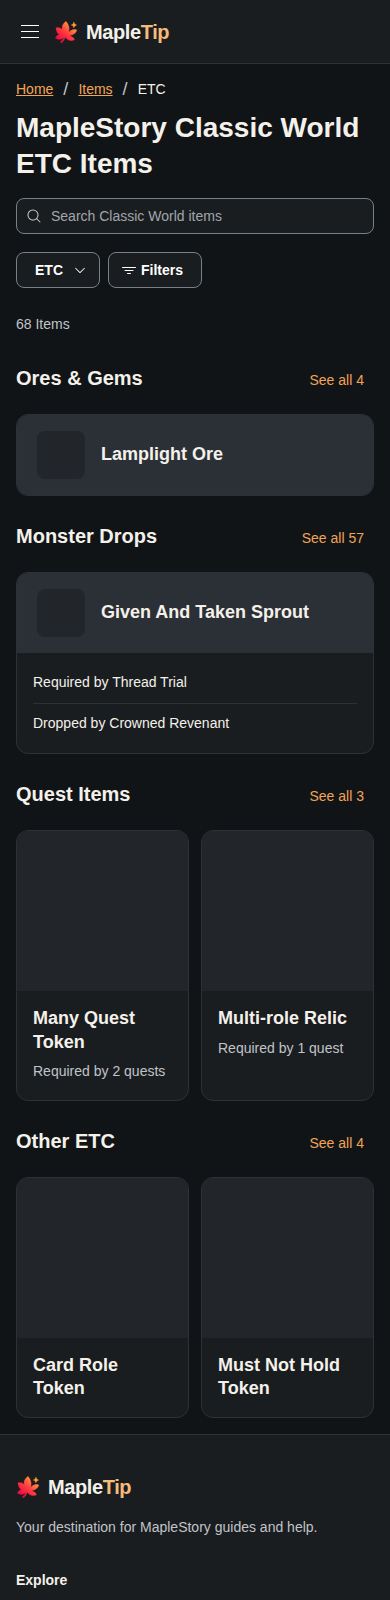 MapleTip
Home / Items / ETC
MapleStory Classic World
ETC Items
Search Classic World items
ETC Filters
68 Items
Ores & Gems See all 4
Lamplight Ore
Monster Drops See all 57
Given And Taken Sprout
Required by Thread Trial
Dropped by Crowned Revenant
Quest Items See all 3
Many Quest
Token
Required by 2 quests
Multi-role Relic
Required by 1 quest
Other ETC See all 4
Card Role
Token
Must Not Hold
Token
MapleTip
Your destination for MapleStory guides and help.
Explore